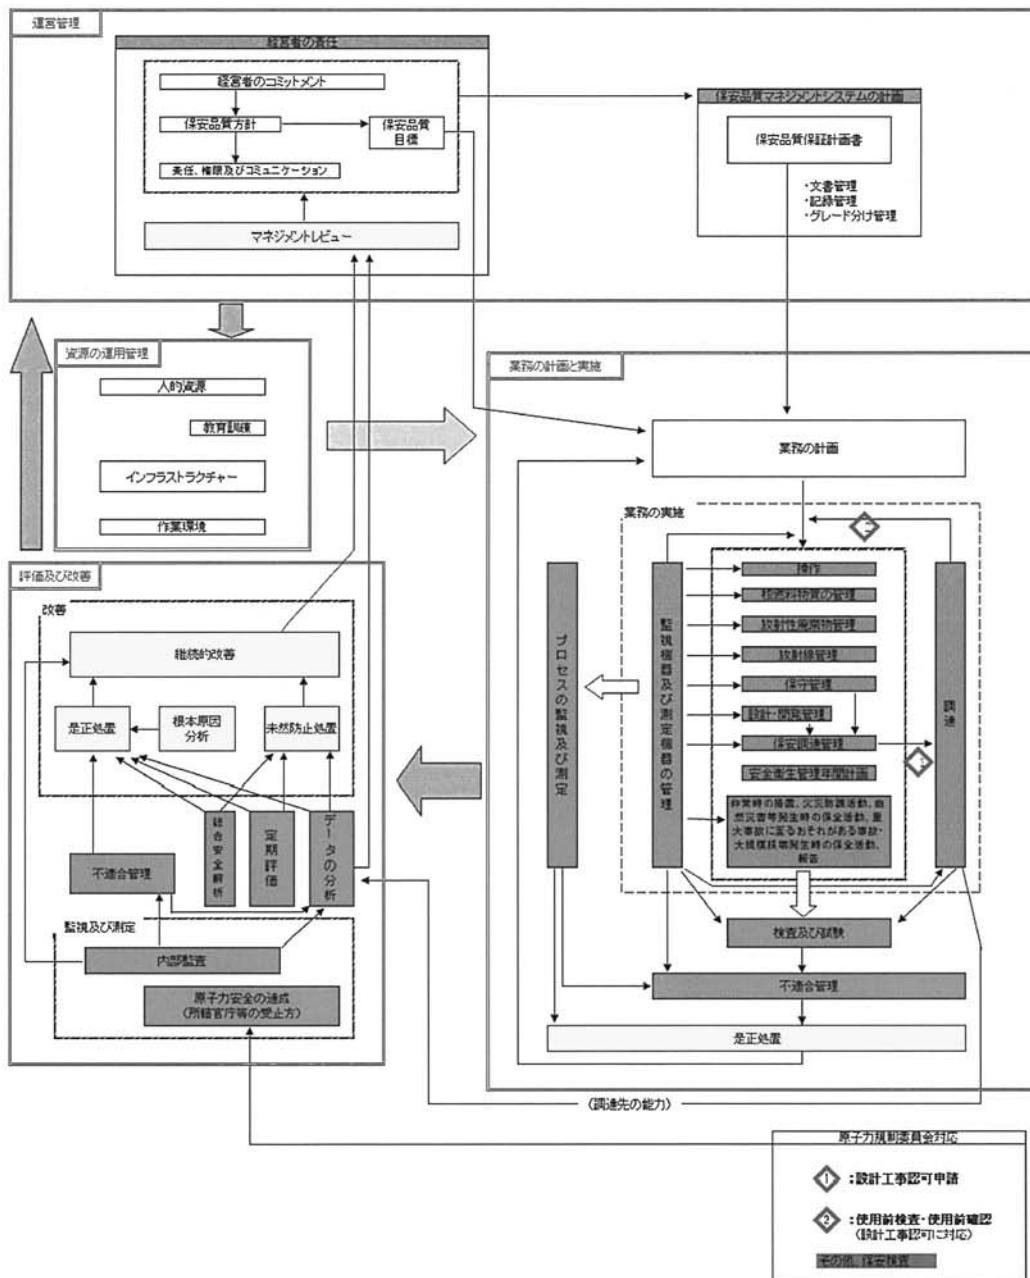 運営管理
経営者の責任
経営者のコミットメント
保安品質方針
保安品質
目標
責任、権限及びコミュニケーション
マネジメントレビュー
保安品質マネジメントシステムの計画
保安品質保証計画書
・文書管理
・記録管理
・グレード分け管理
資源の運用管理
人的資源
教育訓練
インフラストラクチャー
作業環境
業務の計画と実施
業務の計画
業務の実施
操作
核燃料物質の管理
放射性廃棄物管理
放射線管理
保守管理
設計・開発管理
保安調達管理
安全衛生管理年間計画
非常時の措置、火災防護活動、自
然災害等発生時の保全活動、重
大事故に至るおそれがある事故・
大規模損壊発生時の保全活動、
報告
プロセスの監視及び測定
監視機器及び測定機器の管理
調達
検査及び試験
不適合管理
是正処置
評価及び改善
改善
継続的改善
是正処置
根本原因
分析
未然防止処置
総合安全解析
定期評価
データの分析
不適合管理
監視及び測定
内部監査
原子力安全の達成
(所轄官庁等の受止方)
(調達先の能力)
原子力規制委員会対応
1 :設計工事認可申請
2 :使用前検査・使用前確認
(設計工事認可に対応)
その他、保安検査